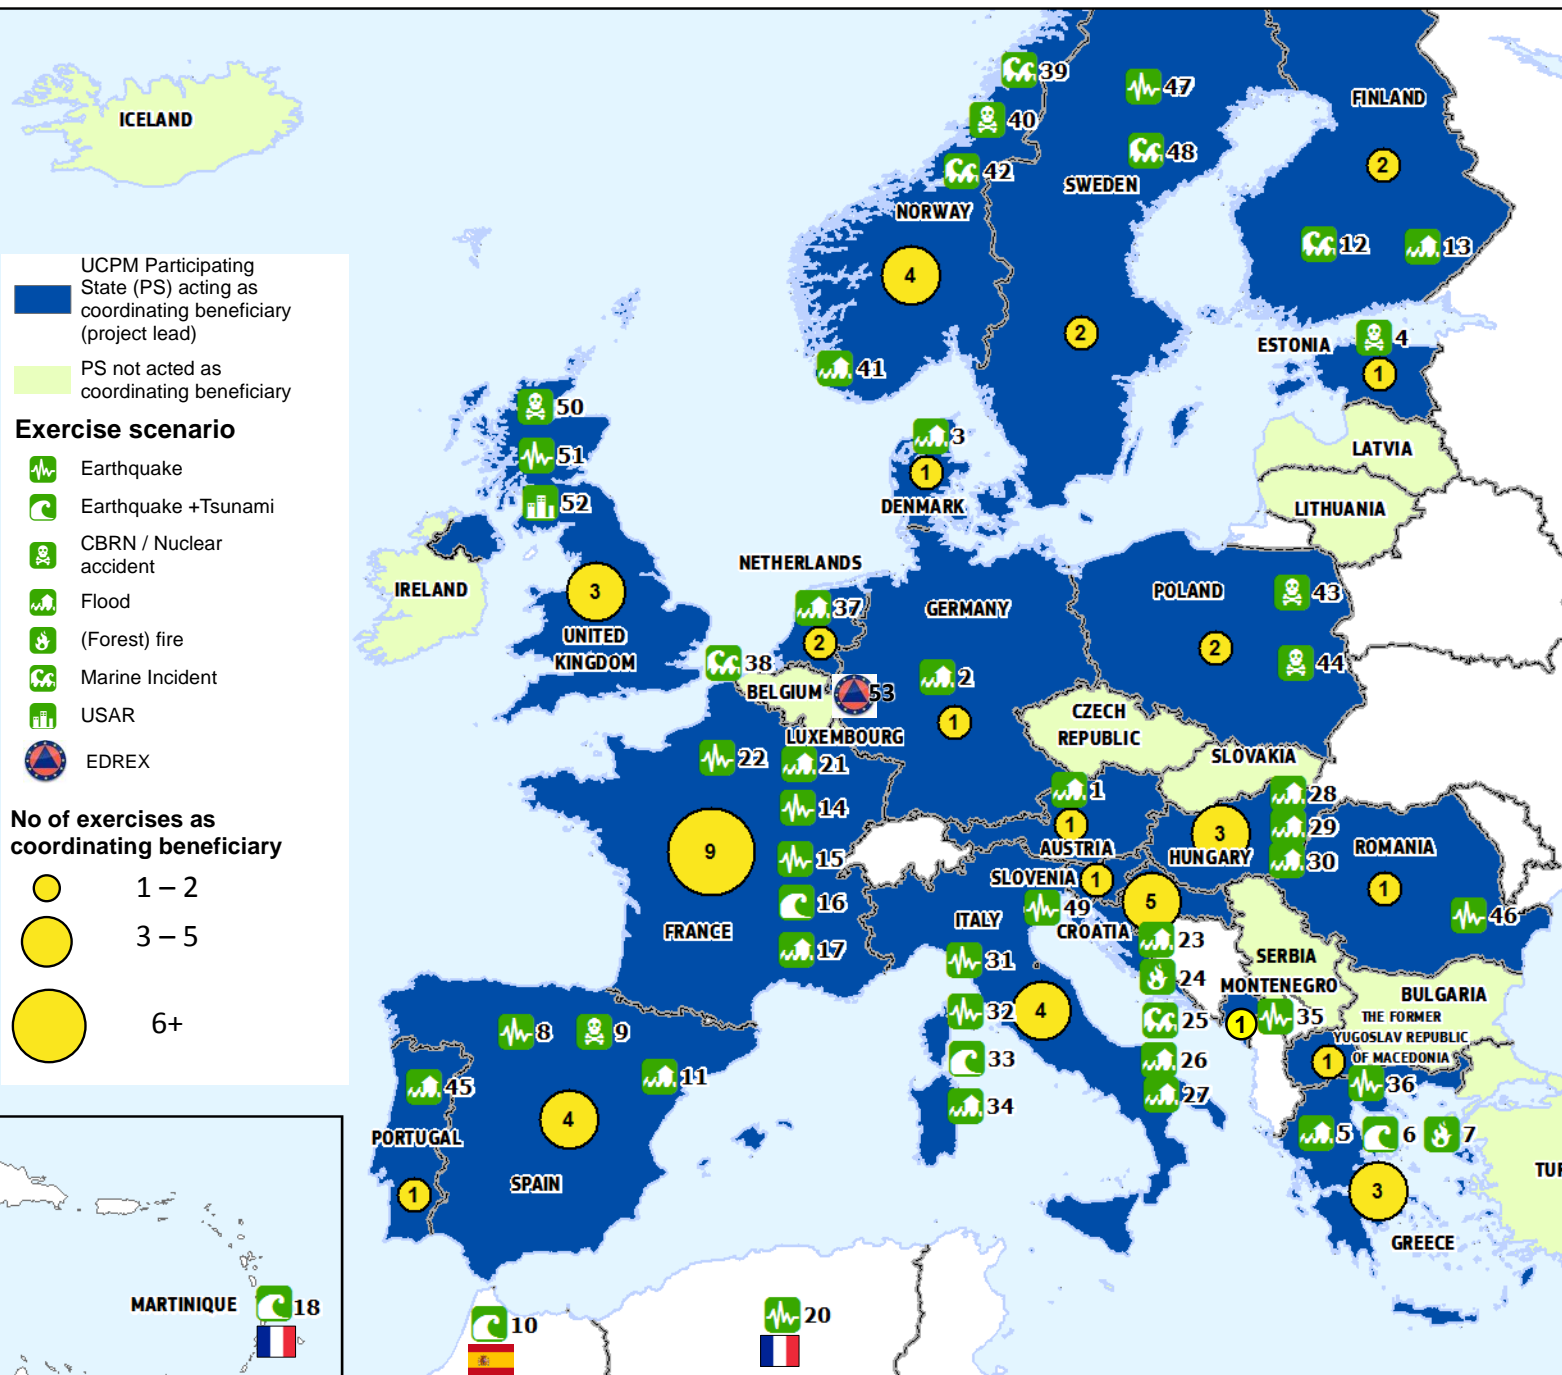 ICELAND
39
47
FINLAND
40
2
48
42
SWEDEN
NORWAY
12
13
4
UCPM Participating
State (PS) acting as
coordinating beneficiary
(project lead)
PS not acted as
coordinating beneficiary
2
ESTONIA
4
1
41
Exercise scenario
Earthquake
Earthquake +Tsunami
CBRN / Nuclear
accident
Flood
(Forest) fire
Marine Incident
USAR
EDREX
50
51
52
3
1
DENMARK
LATVIA
LITHUANIA
NETHERLANDS
IRELAND
3
UNITED
KINGDOM
37
2
GERMANY
POLAND
43
2
44
38
BELGIUM
53
2
1
LUXEMBOURG
CZECH
REPUBLIC
SLOVAKIA
22
21
14
9
15
16
FRANCE
17
1
1
AUSTRIA
28
29
30
3
HUNGARY
ROMANIA
1
46
SLOVENIA
1
5
49
ITALY
CROATIA
23
24
25
26
27
SERBIA
MONTENEGRO
1
35
BULGARIA
THE FORMER
YUGOSLAV REPUBLIC
OF MACEDONIA
1
36
31
32
4
33
34
No of exercises as
coordinating beneficiary
1 – 2
3 – 5
6+
8
9
11
45
4
PORTUGAL
SPAIN
1
5
6
7
3
GREECE
TUR
MARTINIQUE
18
10
20